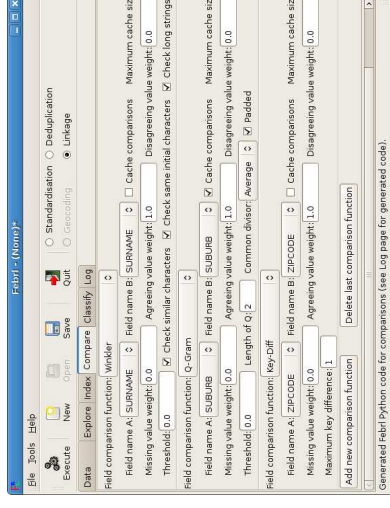 Febrl - (None)*
File Tools Help
Execute New Open Save Quit
Standardisation Deduplication
Geocoding Linkage
Data Explore Index Compare Classify Log
Field comparison function: Winkler
Field name A: SURNAME Field name B: SURNAME Cache comparisons Maximum cache siz
Missing value weight: 0.0 Agreeing value weight: 1.0 Disagreeing value weight: 0.0
Threshold: 0.0 Check similar characters Check same initial characters Check long strings
Field comparison function: Q-Gram
Field name A: SUBURB Field name B: SUBURB Cache comparisons Maximum cache siz
Missing value weight: 0.0 Agreeing value weight: 1.0 Disagreeing value weight: 0.0
Threshold: 0.0 Length of Q: 2 Common divisor: Average Padded
Field comparison function: Key-Diff
Field name A: ZIPCODE Field name B: ZIPCODE Cache comparisons Maximum cache siz
Missing value weight: 0.0 Agreeing value weight: 1.0 Disagreeing value weight: 0.0
Maximum key difference: 1
Add new comparison function Delete last comparison function
Generated Febrl Python code for comparisons (see Log page for generated code).